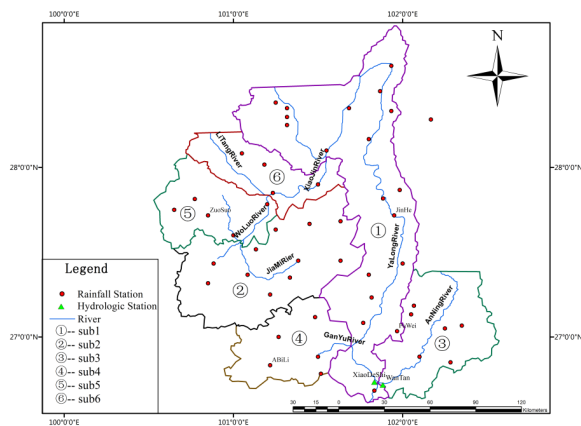 100°0'0" 101°0'0" 102°0'0"
N
28°0'0"N 28°0'0"N
LiTangRiver
XiaoJinRiver
⑥
⑤
ZuoSuo
WoLuoRiver
JinHe
①
YaLongRiver
JiaMiRier
②
AnNingRiver
27°0'0"N 27°0'0"N
④
GanYuRiver
③
ABiLi
XiaoDeShi
WanTan
Legend
Rainfall Station
Hydrologic Station
River
①-- sub1
②-- sub2
③-- sub3
④-- sub4
⑤-- sub5
⑥-- sub6
30 15 0 30 60 90 120
Kilometers
100°0'0" 101°0'0" 102°0'0"